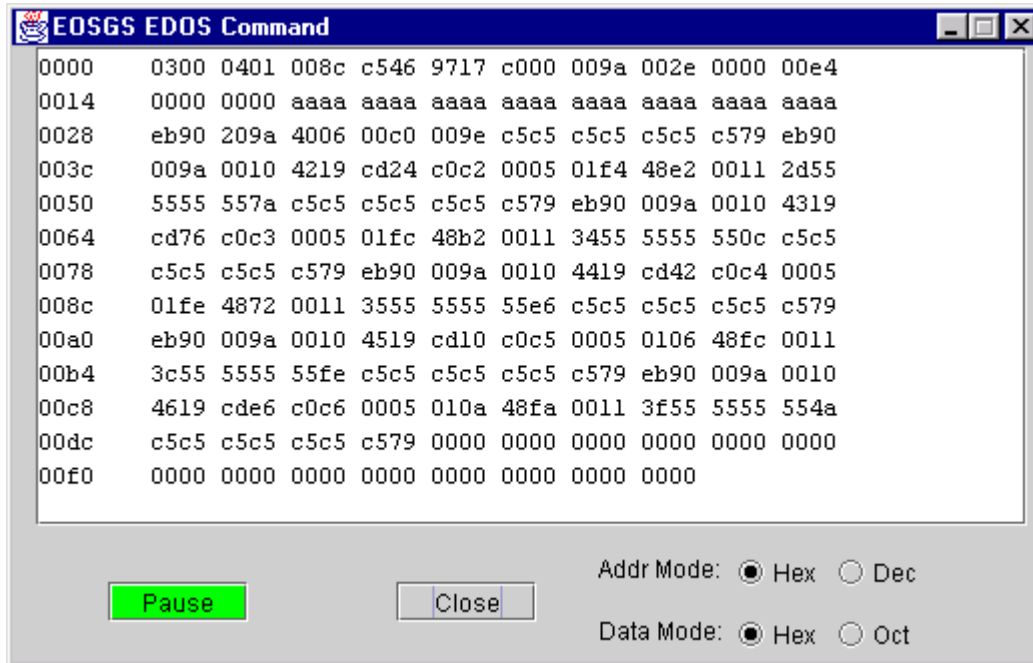 EOSGS EDOS Command
0000 0300 0401 008c c546 9717 c000 009a 002e 0000 00e4
0014 0000 0000 aaaa aaaa aaaa aaaa aaaa aaaa aaaa aaaa
0028 eb90 209a 4006 00c0 009e c5c5 c5c5 c5c5 c579 eb90
003c 009a 0010 4219 cd24 c0c2 0005 01f4 48e2 0011 2d55
0050 5555 557a c5c5 c5c5 c5c5 c579 eb90 009a 0010 4319
0064 cd76 c0c3 0005 01fc 48b2 0011 3455 5555 550c c5c5
0078 c5c5 c5c5 c579 eb90 009a 0010 4419 cd42 c0c4 0005
008c 01fe 4872 0011 3555 5555 55e6 c5c5 c5c5 c5c5 c579
00a0 eb90 009a 0010 4519 cd10 c0c5 0005 0106 48fc 0011
00b4 3c55 5555 55fe c5c5 c5c5 c5c5 c579 eb90 009a 0010
00c8 4619 cde6 c0c6 0005 010a 48fa 0011 3f55 5555 554a
00dc c5c5 c5c5 c5c5 c579 0000 0000 0000 0000 0000 0000
00f0 0000 0000 0000 0000 0000 0000 0000 0000
Addr Mode: Hex Dec
Pause Close
Data Mode: Hex Oct